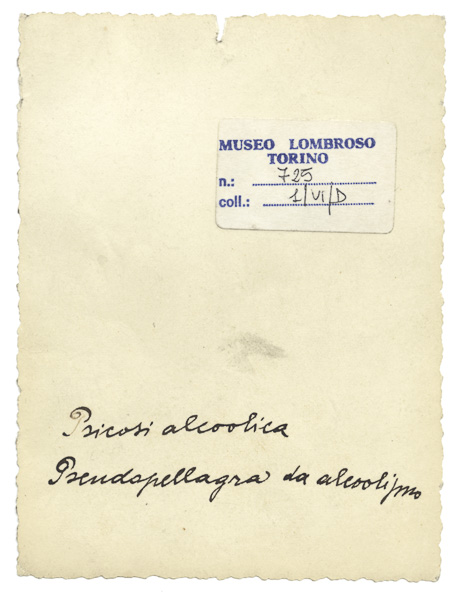 MUSEO LOMBROSO
TORINO
n.: 725
coll.: 1/VI/D
Psicosi alcoolica
Pseudopellagra da alcoolismo